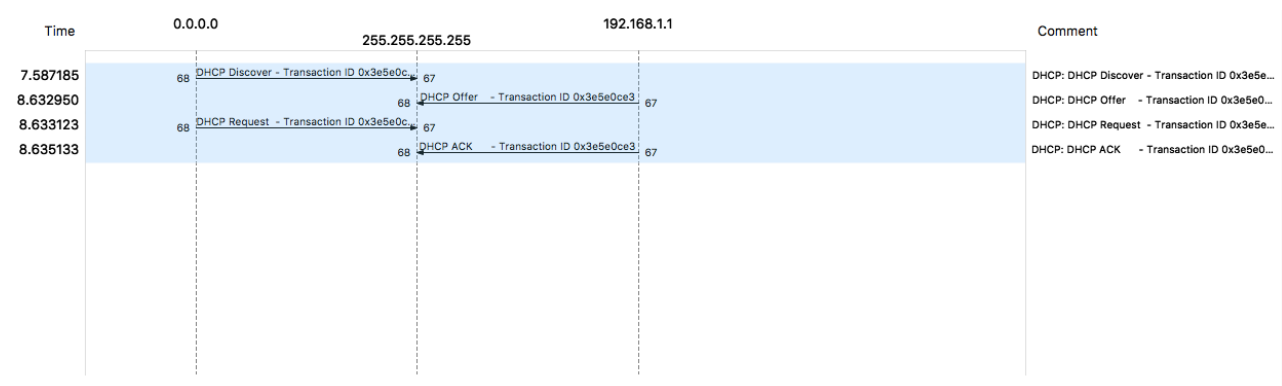 Time 0.0.0.0 192.168.1.1 Comment
255.255.255.255
7.587185 68 DHCP Discover - Transaction ID 0x3e5e0c... 67 DHCP: DHCP Discover - Transaction ID 0x3e5e...
8.632950 68 DHCP Offer - Transaction ID 0x3e5e0ce3 67 DHCP: DHCP Offer - Transaction ID 0x3e5e0...
8.633123 68 DHCP Request - Transaction ID 0x3e5e0c... 67 DHCP: DHCP Request - Transaction ID 0x3e5e...
8.635133 68 DHCP ACK - Transaction ID 0x3e5e0ce3 67 DHCP: DHCP ACK - Transaction ID 0x3e5e0...